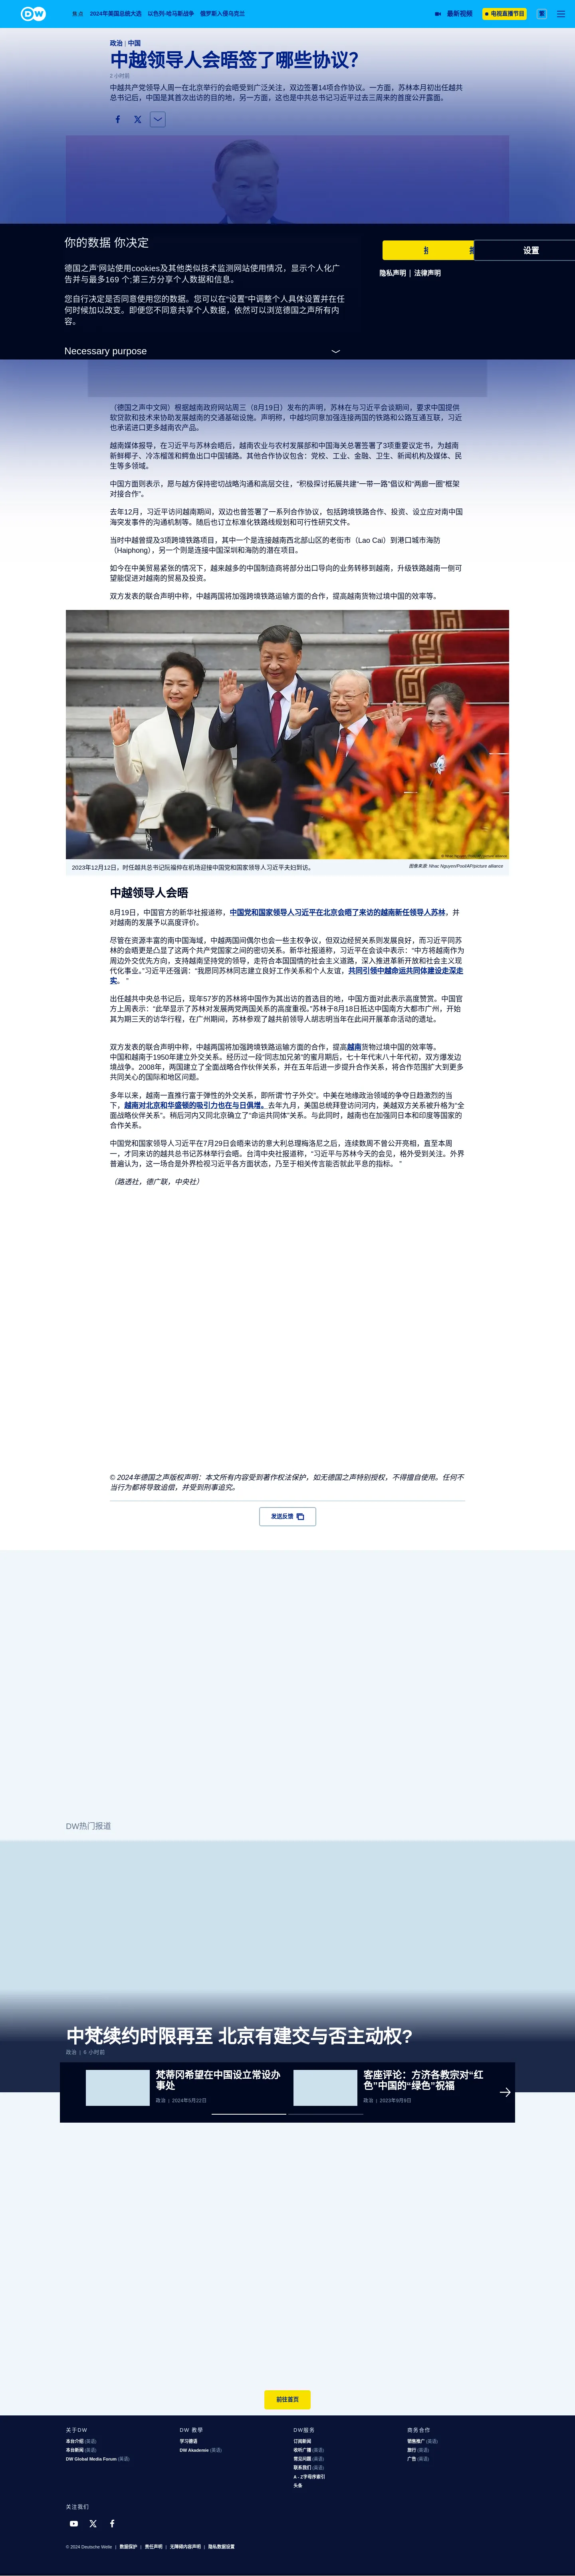 DW
热点
2024年美国总统大选
以色列-哈马斯战争
俄罗斯入侵乌克兰
最新视频
电视直播节目
繁
政治 | 中国
中越领导人会晤签了哪些协议？
2 小时前
中越共产党领导人周一在北京举行的会晤受到广泛关注，双边签署14项合作协议。一方面，苏林本月初出任越共
总书记后，中国是其首次出访的目的地，另一方面，这也是中共总书记习近平过去三周来的首度公开露面。
你的数据 你决定
设置
隐私声明 | 法律声明
德国之声'网站使用cookies及其他类似技术监测网站使用情况，显示个人化广
告并与最多169 个;第三方分享个人数据和信息。
您自行决定是否同意使用您的数据。您可以在“设置”中调整个人具体设置并在任
何时候加以改变。即便您不同意共享个人数据，依然可以浏览德国之声所有内
容。
Necessary purpose
（德国之声中文网）根据越南政府网站周三（8月19日）发布的声明，苏林在与习近平会谈期间，要求中国提供
软贷款和技术来协助发展越南的交通基础设施。声明称，中越均同意加强连接两国的铁路和公路互通互联，习近
也承诺进口更多越南农产品。
越南媒体报导，在习近平与苏林会晤后，越南农业与农村发展部和中国海关总署签署了3项重要议定书，为越南
新鲜椰子、冷冻榴莲和鳄鱼出口中国铺路。其他合作协议包含：党校、工业、金融、卫生、新闻机构及媒体、民
生等多领域。
中国方面则表示，愿与越方保持密切战略沟通和高层交往，“积极探讨拓展共建“一带一路”倡议和“两廊一圈”框架
对接合作”。
去年12月，习近平访问越南期间，双边也曾签署了一系列合作协议，包括跨境铁路合作、投资、设立应对南中国
海突发事件的沟通机制等。随后也订立标准化铁路线规划和可行性研究文件。
当时中越曾提及3项跨境铁路项目，其中一个是连接越南西北部山区的老街市（Lao Cai）到港口城市海防
（Haiphong），另一个则是连接中国深圳和海防的潜在项目。
如今在中美贸易紧张的情况下，越来越多的中国制造商将部分出口导向的业务转移到越南，升级铁路越南一侧可
望能促进对越南的贸易及投资。
双方发表的联合声明中称，中越两国将加强跨境铁路运输方面的合作，提高越南货物过境中国的效率等。
2023年12月12日，时任越共总书记阮福仲在机场迎接中国党和国家领导人习近平夫妇到访。
图像来源: Nhac Nguyen/Pool/AP/picture alliance
中越领导人会晤
8月19日，中国官方的新华社报道称，中国党和国家领导人习近平在北京会晤了来访的越南新任领导人苏林，并
对越南的发展予以高度评价。
尽管在资源丰富的南中国海域，中越两国间偶尔也会一些主权争议，但双边经贸关系则发展良好，而习近平同苏
林的会晤更是凸显了这两个共产党国家之间的密切关系。新华社报道称，习近平在会谈中表示：“中方将越南作为
周边外交优先方向，支持越南坚持党的领导，走符合本国国情的社会主义道路，深入推进革新开放和社会主义现
代化事业。”习近平还强调：“我愿同苏林同志建立良好工作关系和个人友谊，共同引领中越命运共同体建设走深走
实。 ”
出任越共中央总书记后，现年57岁的苏林将中国作为其出访的首选目的地，中国方面对此表示高度赞赏。中国官
方上周表示：“此举显示了苏林对发展两党两国关系的高度重视。”苏林于8月18日抵达中国南方大都市广州，开始
其为期三天的访华行程，在广州期间，苏林参观了越共前领导人胡志明当年在此间开展革命活动的遗址。
双方发表的联合声明中称，中越两国将加强跨境铁路运输方面的合作，提高越南货物过境中国的效率等。
中国和越南于1950年建立外交关系。经历过一段“同志加兄弟”的蜜月期后，七十年代末八十年代初，双方爆发边
境战争。2008年，两国建立了全面战略合作伙伴关系，并在五年后进一步提升合作关系，将合作范围扩大到更多
共同关心的国际和地区问题。
多年以来，越南一直推行富于弹性的外交关系，即所谓“竹子外交”。中美在地缘政治领域的争夺日趋激烈的当
下，越南对北京和华盛顿的吸引力也在与日俱增。去年九月，美国总统拜登访问河内，美越双方关系被升格为“全
面战略伙伴关系”。稍后河内又同北京确立了“命运共同体”关系。与此同时，越南也在加强同日本和印度等国家的
合作关系。
中国党和国家领导人习近平在7月29日会晤来访的意大利总理梅洛尼之后，连续数周不曾公开亮相，直至本周
一，才同来访的越共总书记苏林举行会晤。台湾中央社报道称，“习近平与苏林今天的会见，格外受到关注。外界
普遍认为，这一场合是外界检视习近平各方面状态，乃至于相关传言能否就此平息的指标。 ”
（路透社，德广联，中央社）
© 2024年德国之声版权声明：本文所有内容受到著作权法保护，如无德国之声特别授权，不得擅自使用。任何不
当行为都将导致追偿，并受到刑事追究。
发送反馈
DW热门报道
中梵续约时限再至 北京有建交与否主动权?
政治 | 6 小时前
梵蒂冈希望在中国设立常设办
事处
政治 | 2024年5月22日
客座评论：方济各教宗对“红
色”中国的“绿色”祝福
政治 | 2023年9月8日
前往首页
关于DW
本台介绍 (英语)
本台新闻 (英语)
DW Global Media Forum (英语)
DW 教學
学习德语
DW Akademie (英语)
DW服务
订阅新闻
收听广播 (英语)
常见问题 (英语)
联系我们 (英语)
A - Z字母序索引
头条
商务合作
销售推广 (英语)
旅行 (英语)
广告 (英语)
关注我们
© 2024 Deutsche Welle | 数据保护 | 责任声明 | 无障碍内容声明 | 隐私数据设置